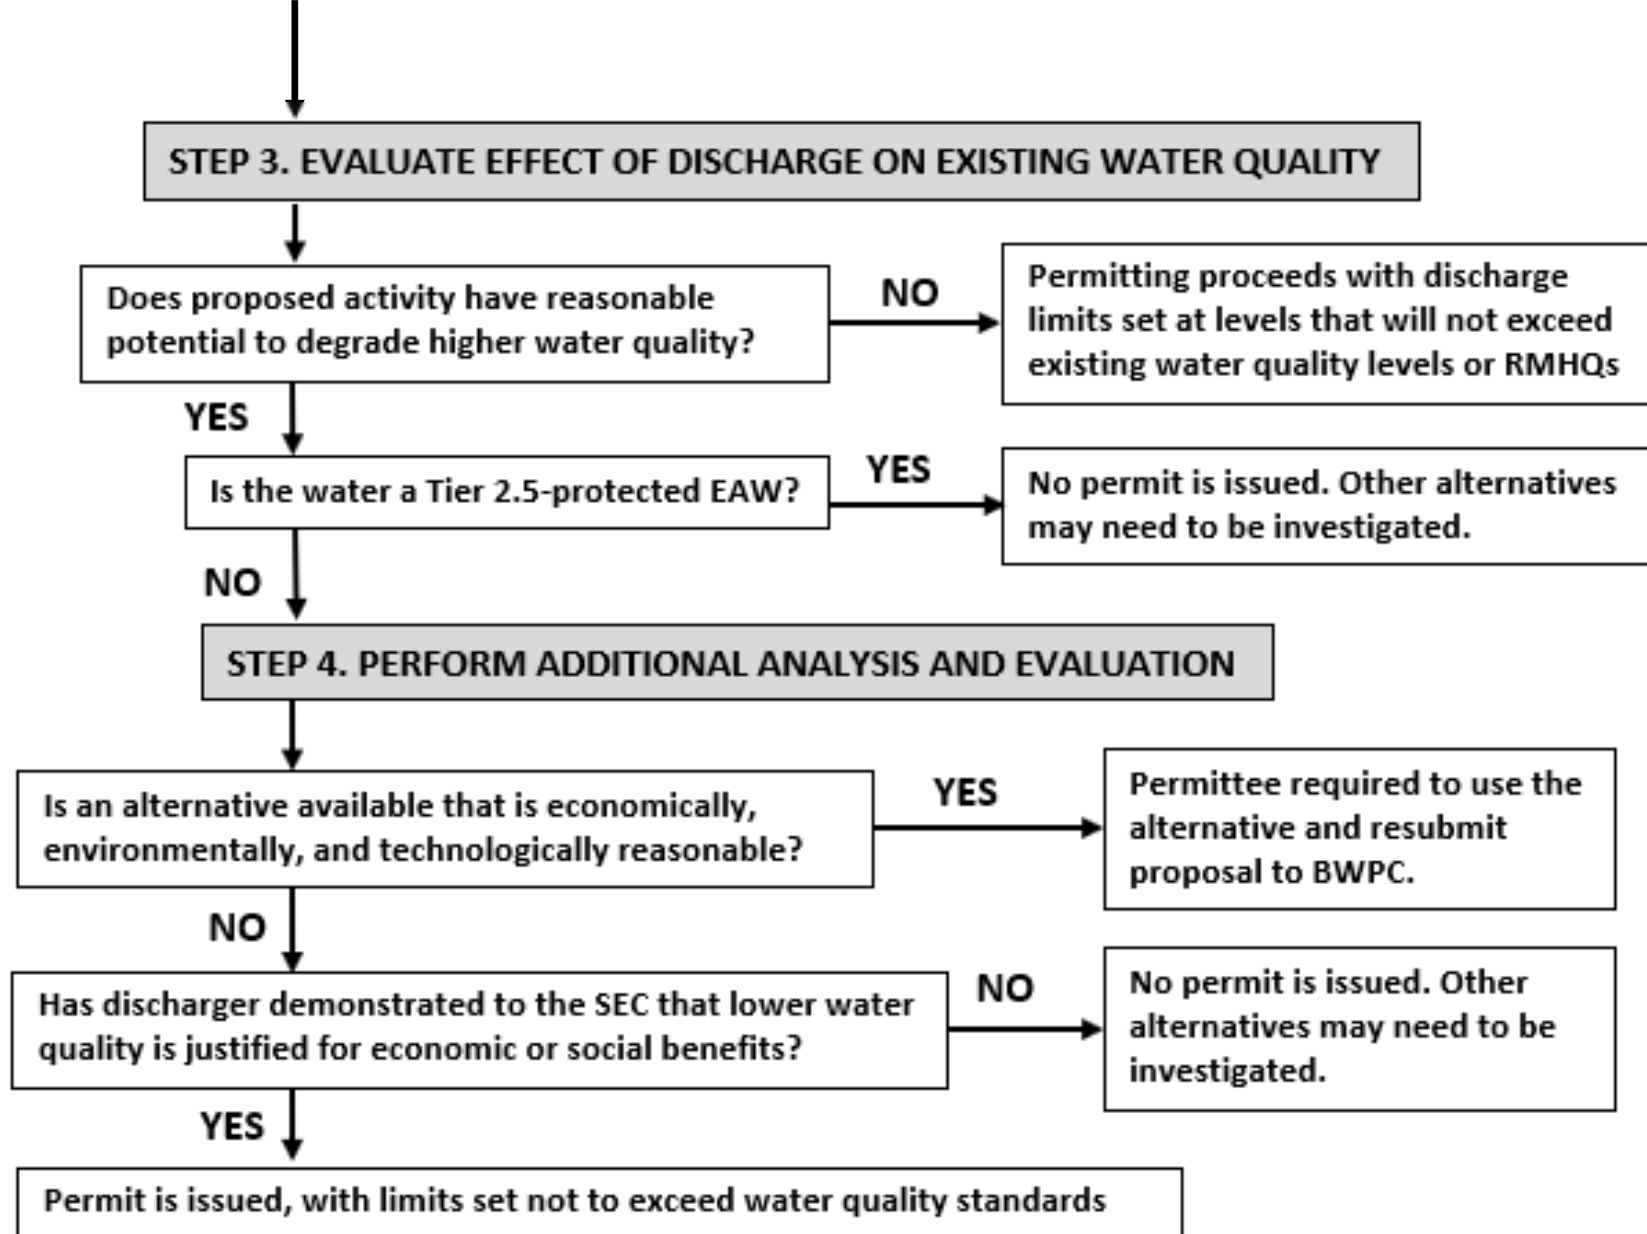 STEP 3. EVALUATE EFFECT OF DISCHARGE ON EXISTING WATER QUALITY
Does proposed activity have reasonable
potential to degrade higher water quality?
NO
Permitting proceeds with discharge
limits set at levels that will not exceed
existing water quality levels or RMHQs
YES
Is the water a Tier 2.5-protected EAW?
YES
No permit is issued. Other alternatives
may need to be investigated.
NO
STEP 4. PERFORM ADDITIONAL ANALYSIS AND EVALUATION
Is an alternative available that is economically,
environmentally, and technologically reasonable?
YES
Permittee required to use the
alternative and resubmit
proposal to BWPC.
NO
Has discharger demonstrated to the SEC that lower water
quality is justified for economic or social benefits?
NO
No permit is issued. Other
alternatives may need to be
investigated.
YES
Permit is issued, with limits set not to exceed water quality standards